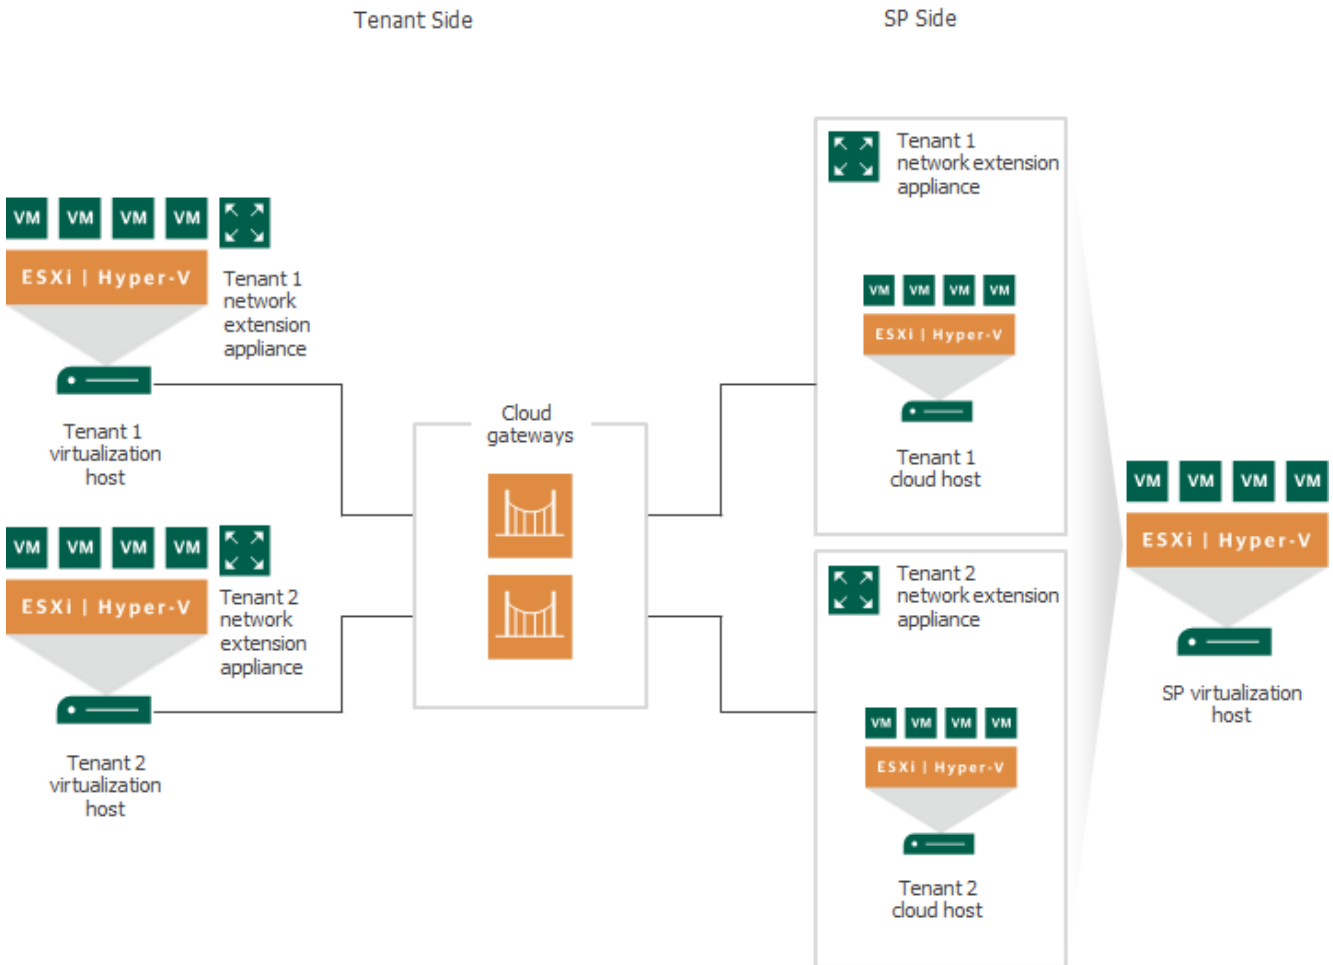 Tenant Side
SP Side
VM VM VM VM
ESXi | Hyper-V
Tenant 1
network
extension
appliance
Tenant 1
virtualization
host
VM VM VM VM
ESXi | Hyper-V
Tenant 2
network
extension
appliance
Tenant 2
virtualization
host
Cloud
gateways
Tenant 1
network extension
appliance
VM VM VM VM
ESXi | Hyper-V
Tenant 1
cloud host
Tenant 2
network extension
appliance
VM VM VM VM
ESXi | Hyper-V
Tenant 2
cloud host
VM VM VM VM
ESXi | Hyper-V
SP virtualization
host